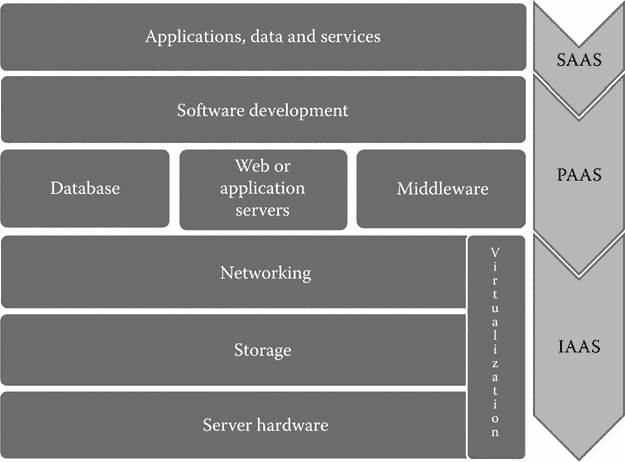 Applications, data and services
SAAS
Software development
Database
Web or
application
servers
Middleware
PAAS
Networking
Storage
Server hardware
Virtualization
IAAS